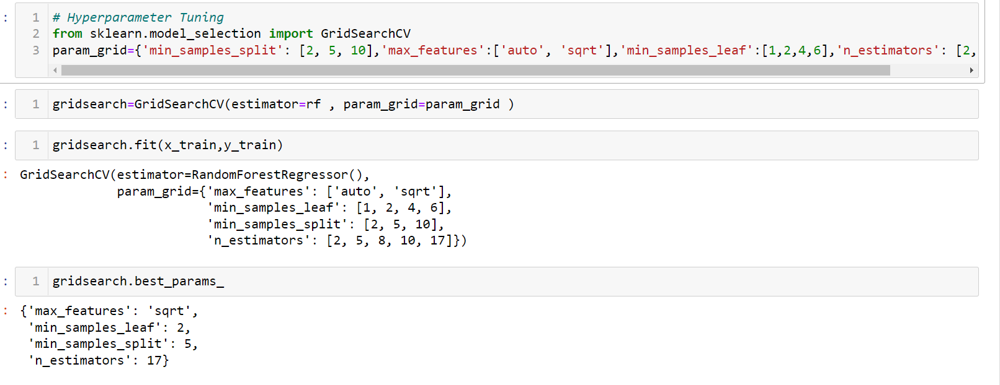 : 1 # Hyperparameter Tuning
2 from sklearn.model_selection import GridSearchCV
3 param_grid={'min_samples_split': [2, 5, 10],'max_features':['auto', 'sqrt'],'min_samples_leaf':[1,2,4,6],'n_estimators': [2,
: 1 gridsearch=GridSearchCV(estimator=rf , param_grid=param_grid )
: 1 gridsearch.fit(x_train,y_train)
: GridSearchCV(estimator=RandomForestRegressor(),
param_grid={'max_features': ['auto', 'sqrt'],
'min_samples_leaf': [1, 2, 4, 6],
'min_samples_split': [2, 5, 10],
'n_estimators': [2, 5, 8, 10, 17]})
: 1 gridsearch.best_params_
: {'max_features': 'sqrt',
'min_samples_leaf': 2,
'min_samples_split': 5,
'n_estimators': 17}